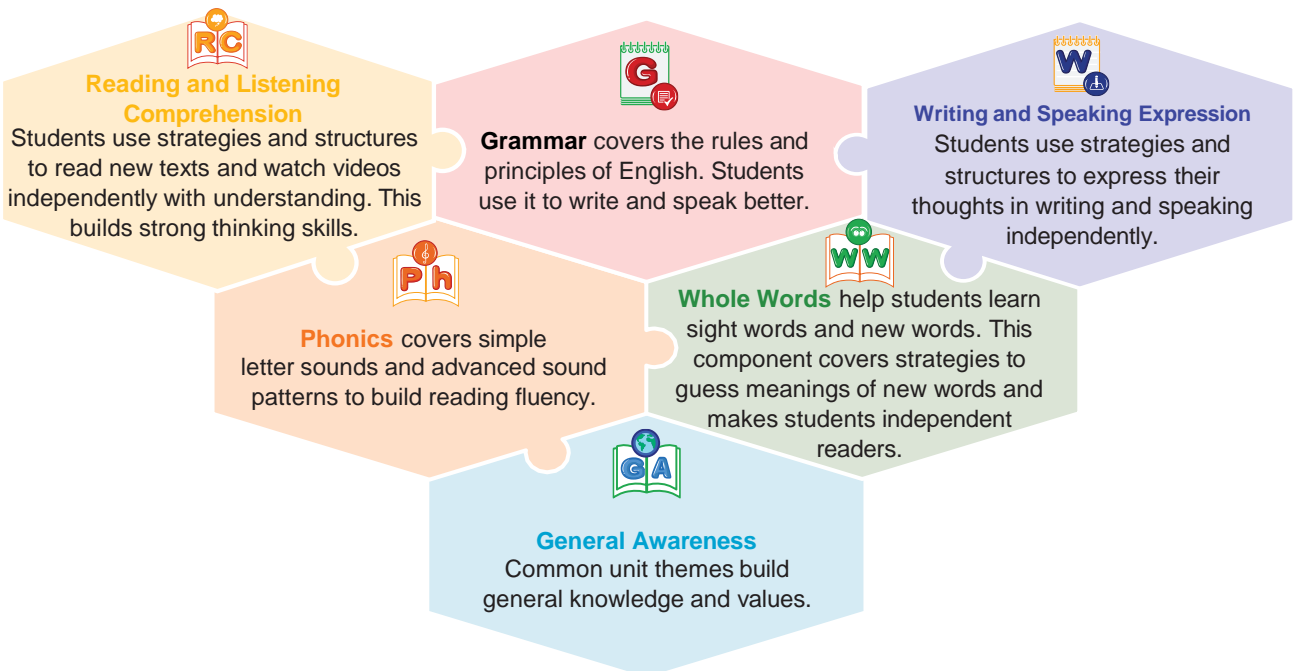 RC
Reading and Listening
Comprehension
Students use strategies and structures
to read new texts and watch videos
independently with understanding. This
builds strong thinking skills.
G
Grammar covers the rules and
principles of English. Students
use it to write and speak better.
W
Writing and Speaking Expression
Students use strategies and
structures to express their
thoughts in writing and speaking
independently.
Ph
Phonics covers simple
letter sounds and advanced sound
patterns to build reading fluency.
WW
Whole Words help students learn
sight words and new words. This
component covers strategies to
guess meanings of new words and
makes students independent
readers.
GA
General Awareness
Common unit themes build
general knowledge and values.